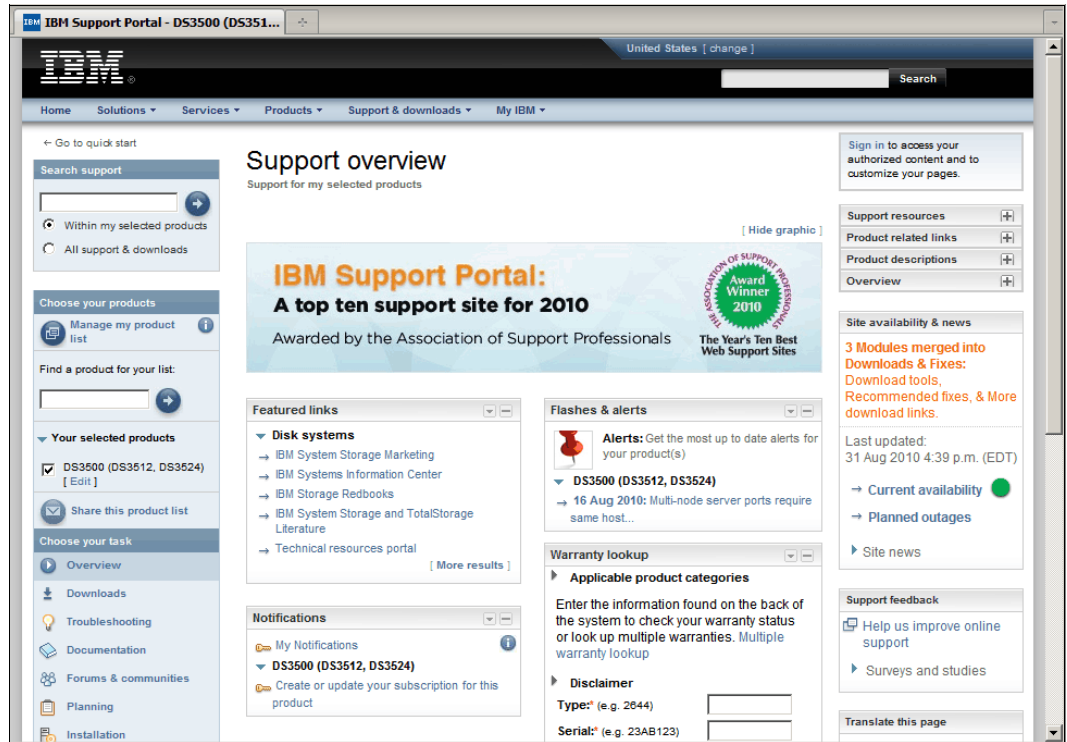 IBM Support Portal - DS3500 (DS351...
IBM
United States [ change ]
Search
Home Solutions Services Products Support & downloads My IBM
← Go to quick start
Search support
Within my selected products
All support & downloads
Choose your products
Manage my product
list
Find a product for your list:
Your selected products
DS3500 (DS3512, DS3524)
[ Edit ]
Share this product list
Choose your task
Overview
Downloads
Troubleshooting
Documentation
Forums & communities
Planning
Installation
Support overview
Support for my selected products
[ Hide graphic ]
IBM Support Portal:
A top ten support site for 2010
Awarded by the Association of Support Professionals
THE ASSOCIATION OF SUPPORT PROFESSIONALS
Award
Winner
2010
The Year's Ten Best
Web Support Sites
Featured links
Disk systems
→ IBM System Storage Marketing
→ IBM Systems Information Center
→ IBM Storage Redbooks
→ IBM System Storage and TotalStorage
Literature
→ Technical resources portal
[ More results ]
Notifications
My Notifications
DS3500 (DS3512, DS3524)
Create or update your subscription for this
product
Flashes & alerts
Alerts: Get the most up to date alerts for
your product(s)
DS3500 (DS3512, DS3524)
→ 16 Aug 2010: Multi-node server ports require
same host...
Warranty lookup
Applicable product categories
Enter the information found on the back of
the system to check your warranty status
or look up multiple warranties. Multiple
warranty lookup
Disclaimer
Type:* (e.g. 2644)
Serial:* (e.g. 23AB123)
Sign in to access your
authorized content and to
customize your pages.
Support resources
Product related links
Product descriptions
Overview
Site availability & news
3 Modules merged into
Downloads & Fixes:
Download tools,
Recommended fixes, & More
download links.
Last updated:
31 Aug 2010 4:39 p.m. (EDT)
→ Current availability
→ Planned outages
Site news
Support feedback
Help us improve online
support
Surveys and studies
Translate this page